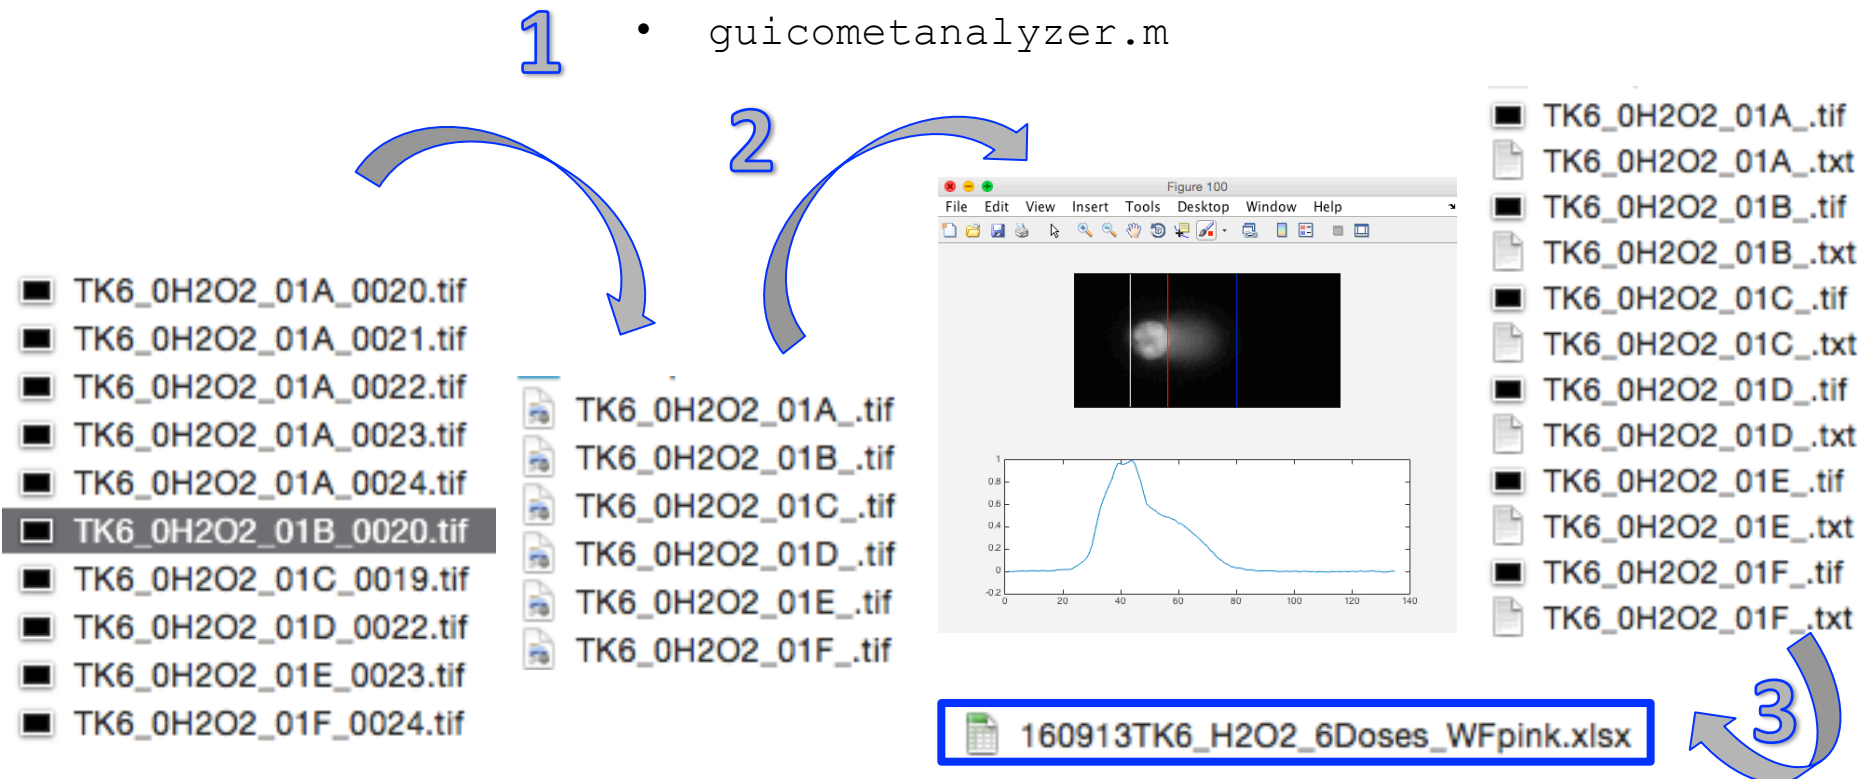 1
• guicometanalyzer.m
2
TK6_0H2O2_01A_0020.tif
TK6_0H2O2_01A_0021.tif
TK6_0H2O2_01A_0022.tif
TK6_0H2O2_01A_0023.tif
TK6_0H2O2_01A_0024.tif
TK6_0H2O2_01B_0020.tif
TK6_0H2O2_01C_0019.tif
TK6_0H2O2_01D_0022.tif
TK6_0H2O2_01E_0023.tif
TK6_0H2O2_01F_0024.tif
TK6_0H2O2_01A_.tif
TK6_0H2O2_01B_.tif
TK6_0H2O2_01C_.tif
TK6_0H2O2_01D_.tif
TK6_0H2O2_01E_.tif
TK6_0H2O2_01F_.tif
Figure 100
File Edit View Insert Tools Desktop Window Help
1
0.8
0.6
0.4
0.2
0
-0.2
0 20 40 60 80 100 120 140
TK6_0H2O2_01A_.tif
TK6_0H2O2_01A_.txt
TK6_0H2O2_01B_.tif
TK6_0H2O2_01B_.txt
TK6_0H2O2_01C_.tif
TK6_0H2O2_01C_.txt
TK6_0H2O2_01D_.tif
TK6_0H2O2_01D_.txt
TK6_0H2O2_01E_.tif
TK6_0H2O2_01E_.txt
TK6_0H2O2_01F_.tif
TK6_0H2O2_01F_.txt
3
160913TK6_H2O2_6Doses_WFpink.xlsx